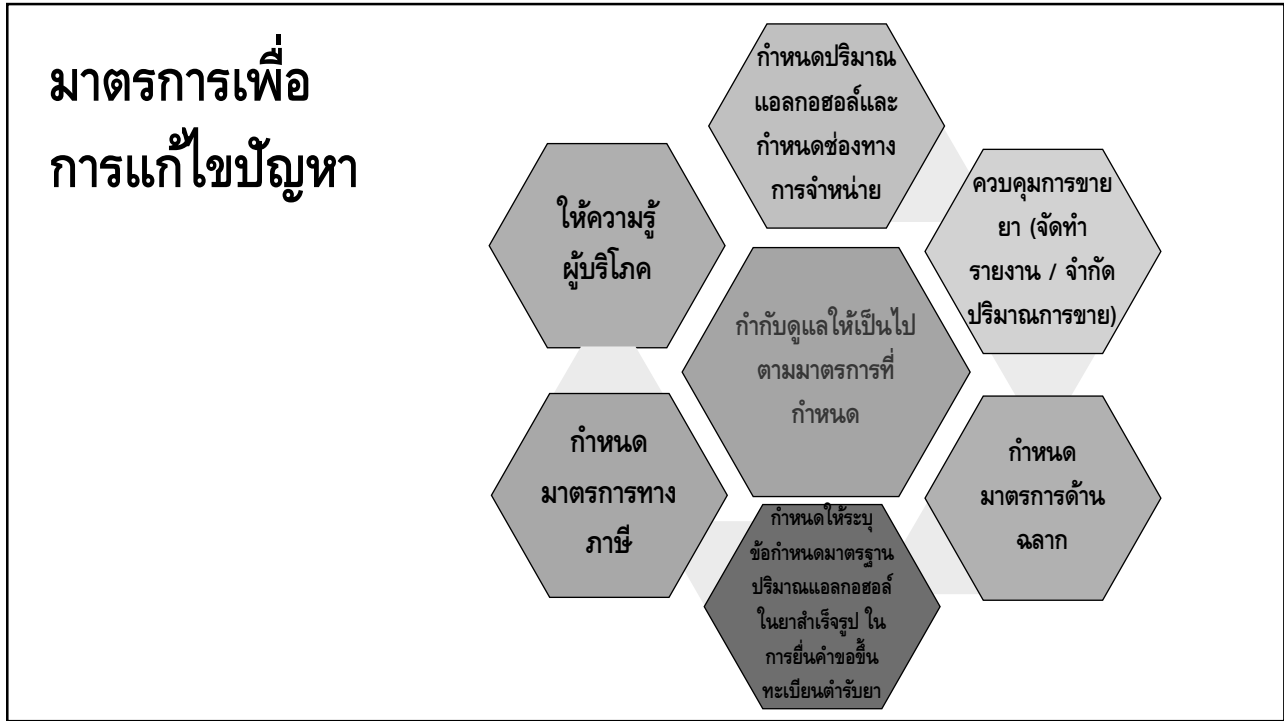 มาตรการเพื่อ
การแก้ไขปัญหา
กำหนดปริมาณ
แอลกอฮอล์และ
กำหนดช่องทาง
การจำหน่าย
ควบคุมการขาย
ยา (จัดทำ
รายงาน / จำกัด
ปริมาณการขาย)
กำหนด
มาตรการด้าน
ฉลาก
กำหนดให้ระบุ
ข้อกำหนดมาตรฐาน
ปริมาณแอลกอฮอล์
ในยาสำเร็จรูป ใน
การยื่นคำขอขึ้น
ทะเบียนตำรับยา
กำหนด
มาตรการทาง
ภาษี
ให้ความรู้
ผู้บริโภค
กำกับดูแลให้เป็นไป
ตามมาตรการที่
กำหนด